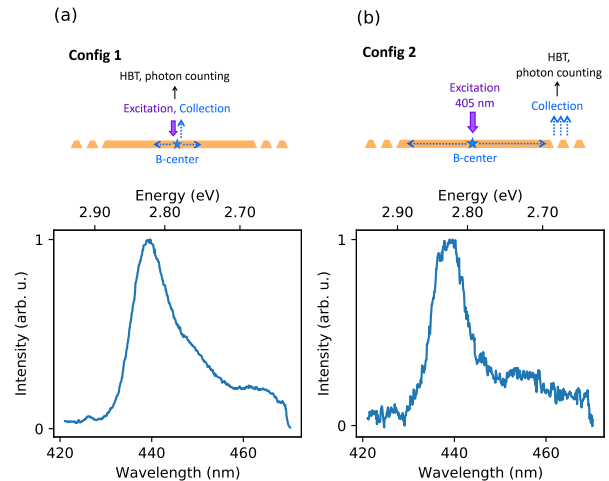 (a)
Config 1
HBT, photon counting
Excitation, Collection
B-center
Energy (eV)
2.90 2.80 2.70
1
0
Intensity (arb. u.)
420 440 460
Wavelength (nm)
(b)
Config 2
HBT,
photon counting
Excitation
405 nm
Collection
B-center
Energy (eV)
2.90 2.80 2.70
1
0
Intensity (arb. u.)
420 440 460
Wavelength (nm)